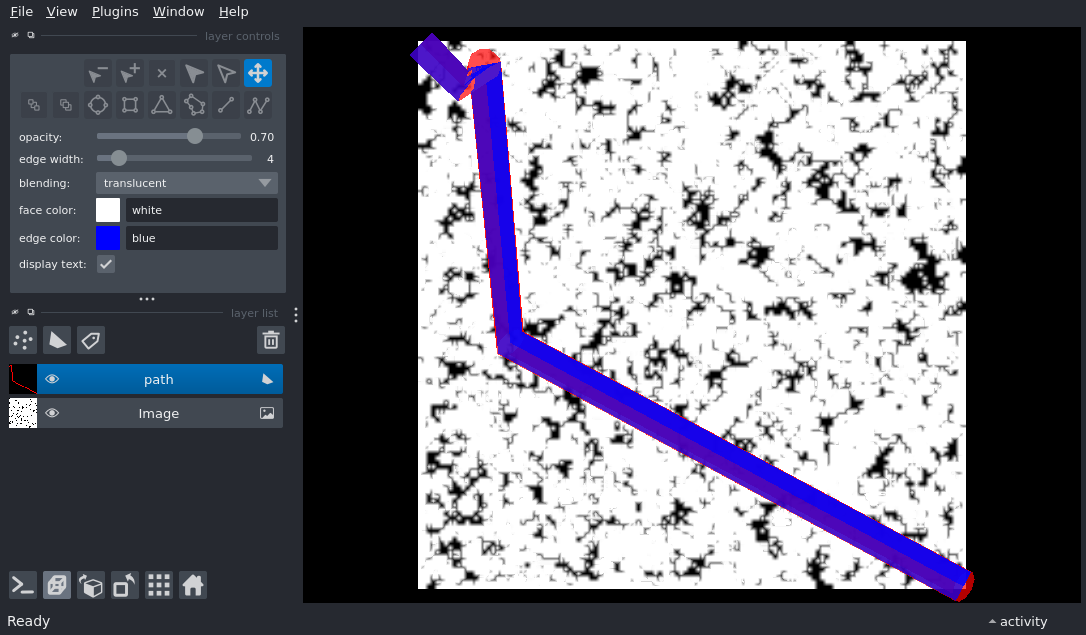 File View Plugins Window Help
layer controls
opacity: 0.70
edge width: 4
blending: translucent
face color: white
edge color: blue
display text:
layer list
path
Image
Ready
activity